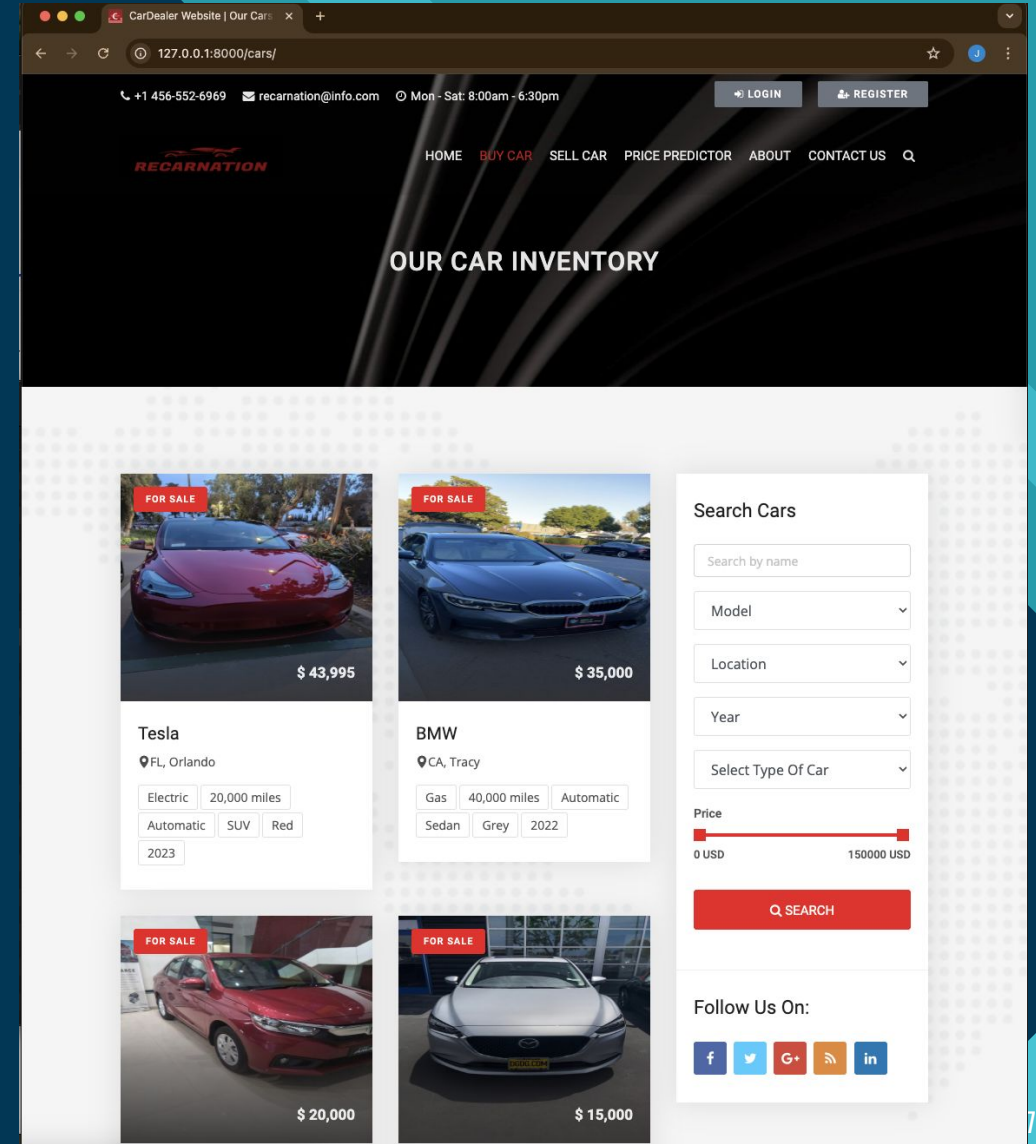 CarDealer Website | Our Cars
127.0.0.1:8000/cars/
J
+1 456-552-6969 recarnation@info.com Mon - Sat: 8:00am - 6:30pm
LOGIN
REGISTER
RECARNATION
HOME BUY CAR SELL CAR PRICE PREDICTOR ABOUT CONTACT US
OUR CAR INVENTORY
FOR SALE
$ 43,995
Tesla
FL, Orlando
Electric 20,000 miles
Automatic SUV Red
2023
FOR SALE
$ 35,000
BMW
CA, Tracy
Gas 40,000 miles Automatic
Sedan Grey 2022
FOR SALE
$ 20,000
FOR SALE
$ 15,000
Search Cars
Search by name
Model
Location
Year
Select Type Of Car
Price
0 USD 150000 USD
SEARCH
Follow Us On:
f
G+
in